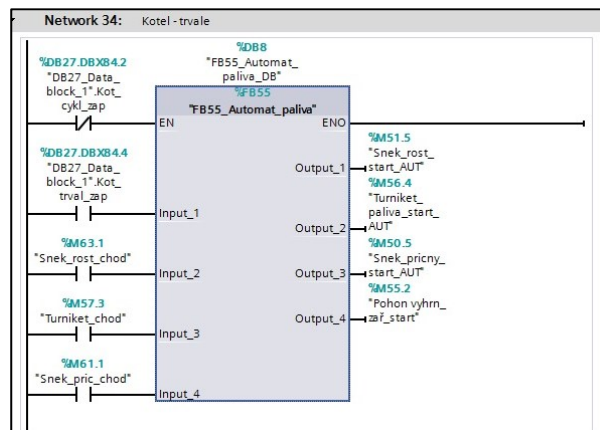 Network 34: Kotel - trvale
%DB8
"FB55_Automat_
paliva_DB"
%DB27.DBX84.2
"DB27_Data_
block_1".Kot_
cykl_zap
%FB55
"FB55_Automat_paliva"
EN
ENO
%DB27.DBX84.4
"DB27_Data_
block_1".Kot_
trval_zap
Input_1
%M63.1
"Snek_rost_chod"
Input_2
%M57.3
"Turniket_chod"
Input_3
%M61.1
"Snek_pric_chod"
Input_4
%M51.5
"Snek_rost_
start_AUT"
Output_1
%M56.4
"Turniket_
paliva_start_
AUT"
Output_2
%M50.5
"Snek_pricny_
start_AUT"
Output_3
%M55.2
"Pohon vyhrn_
zař_start"
Output_4